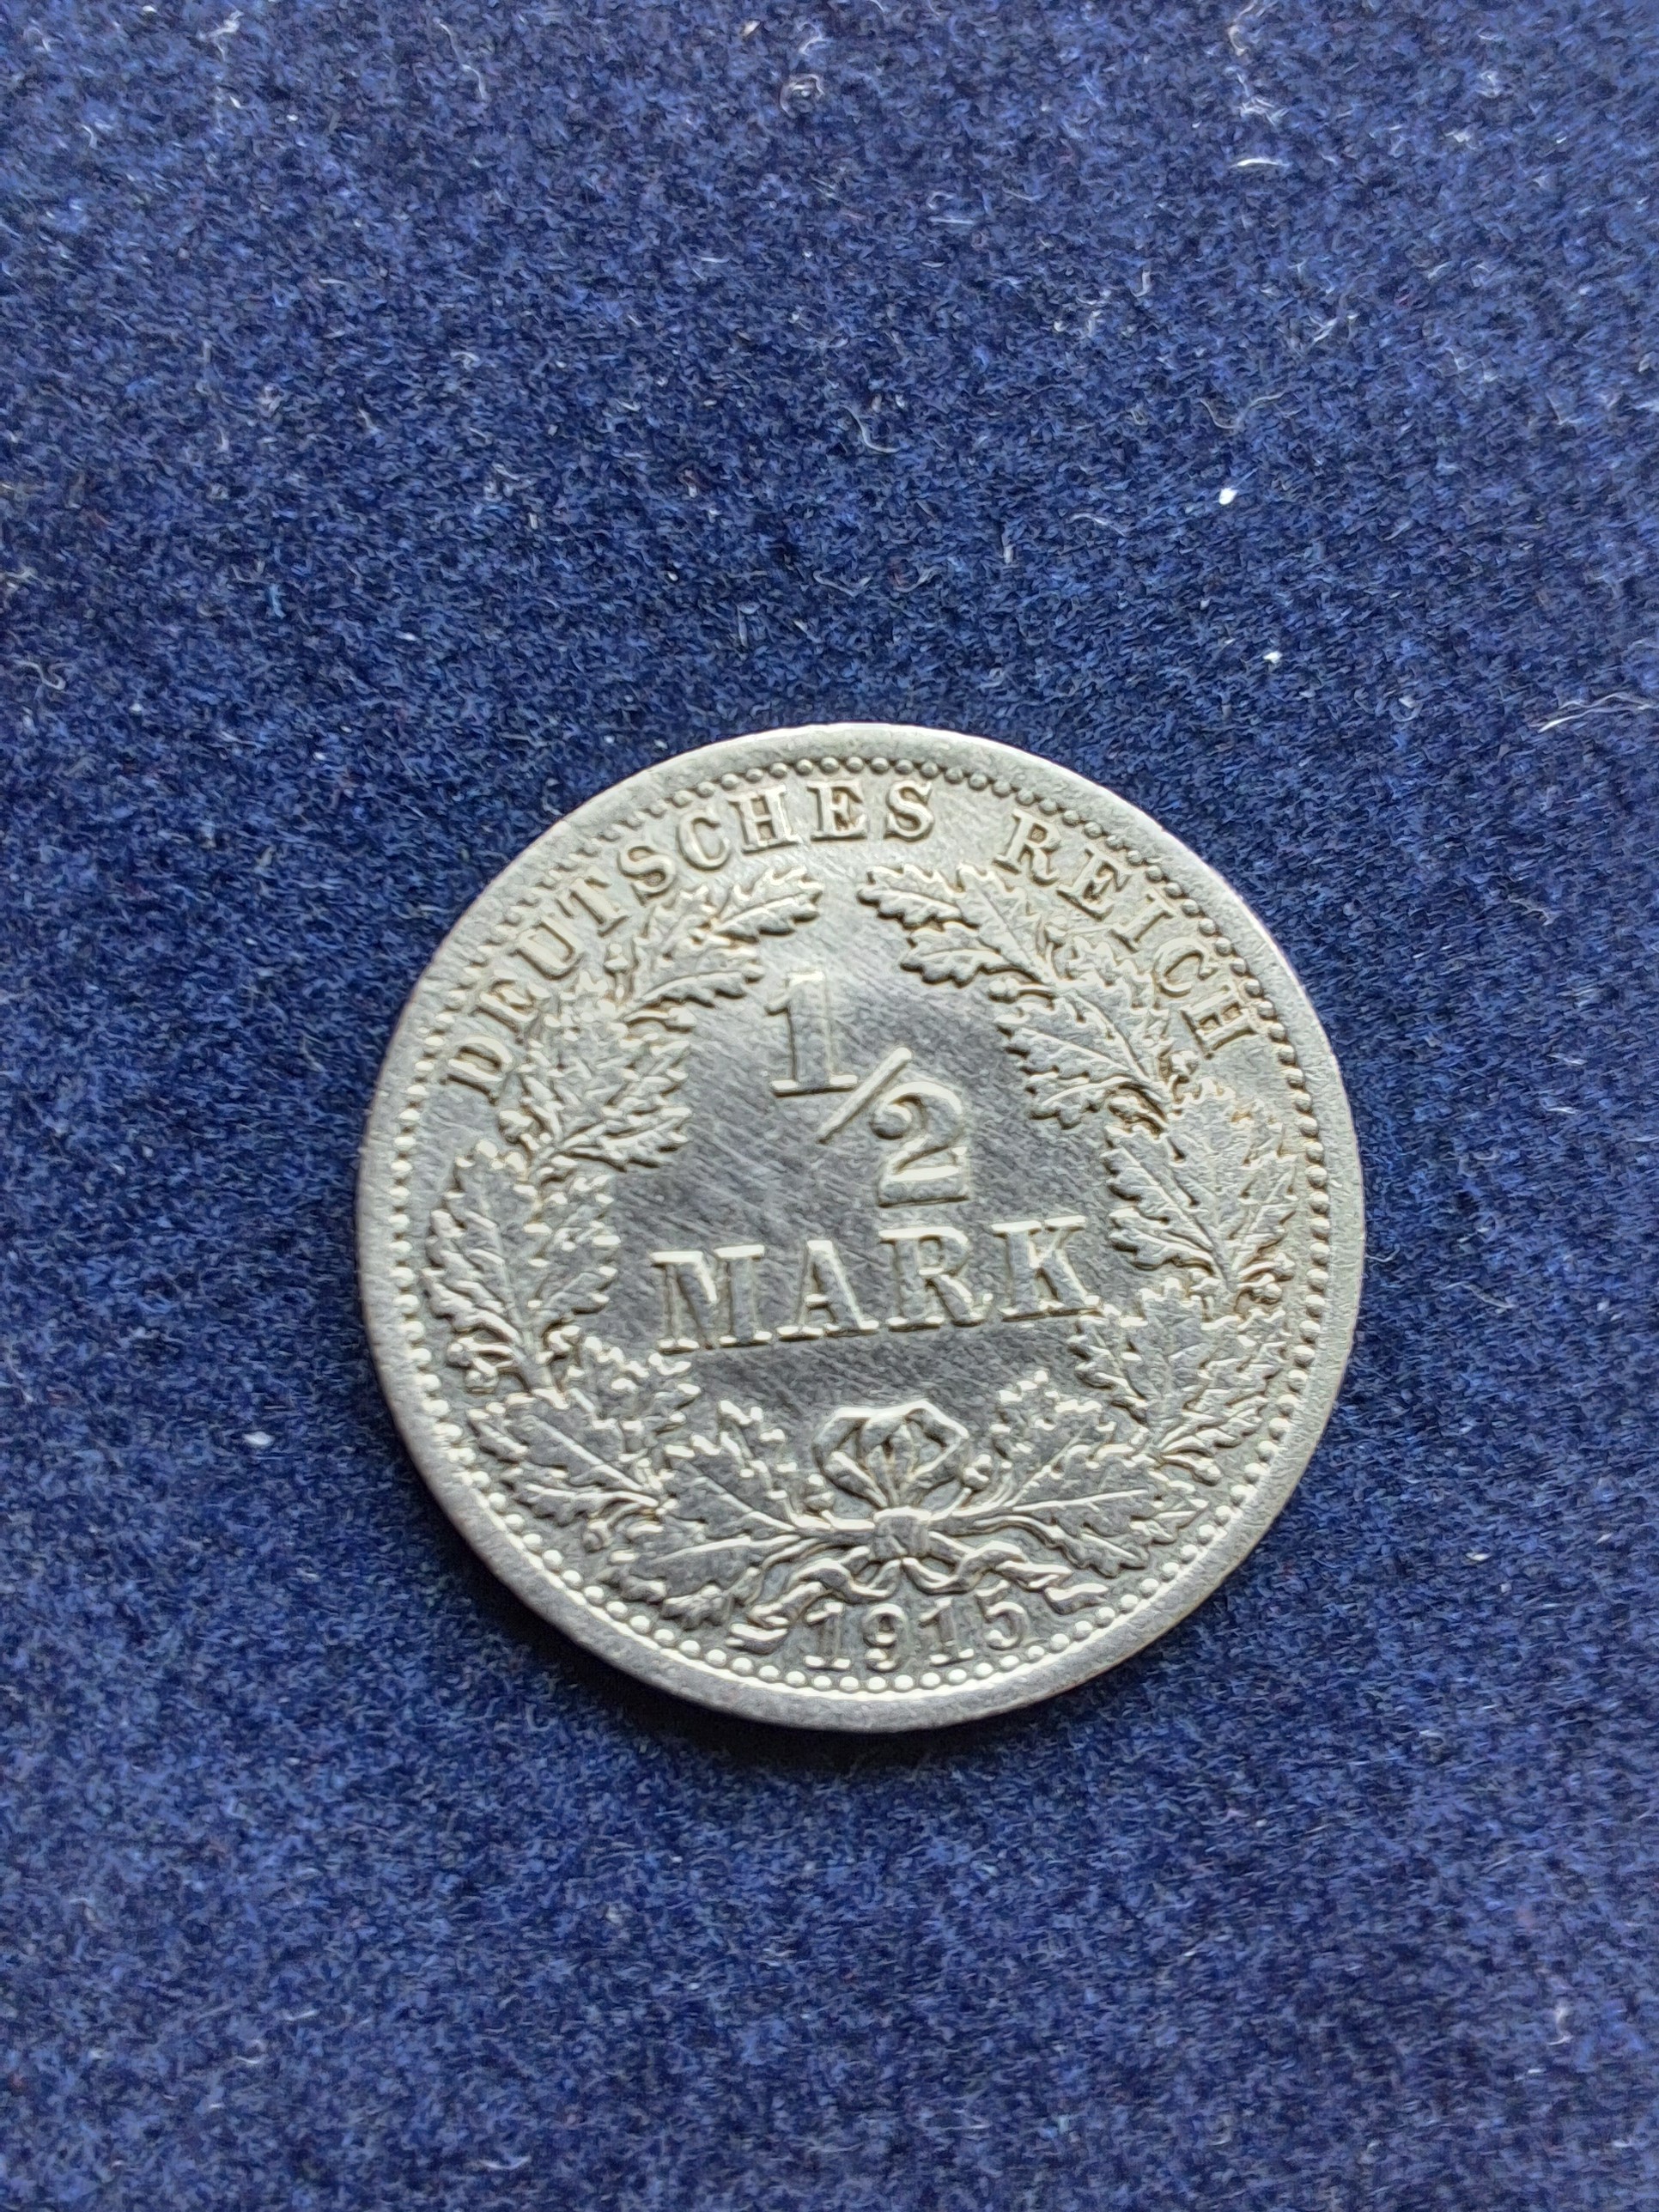 DEUTSCHES REICH
1/2
MARK
1915